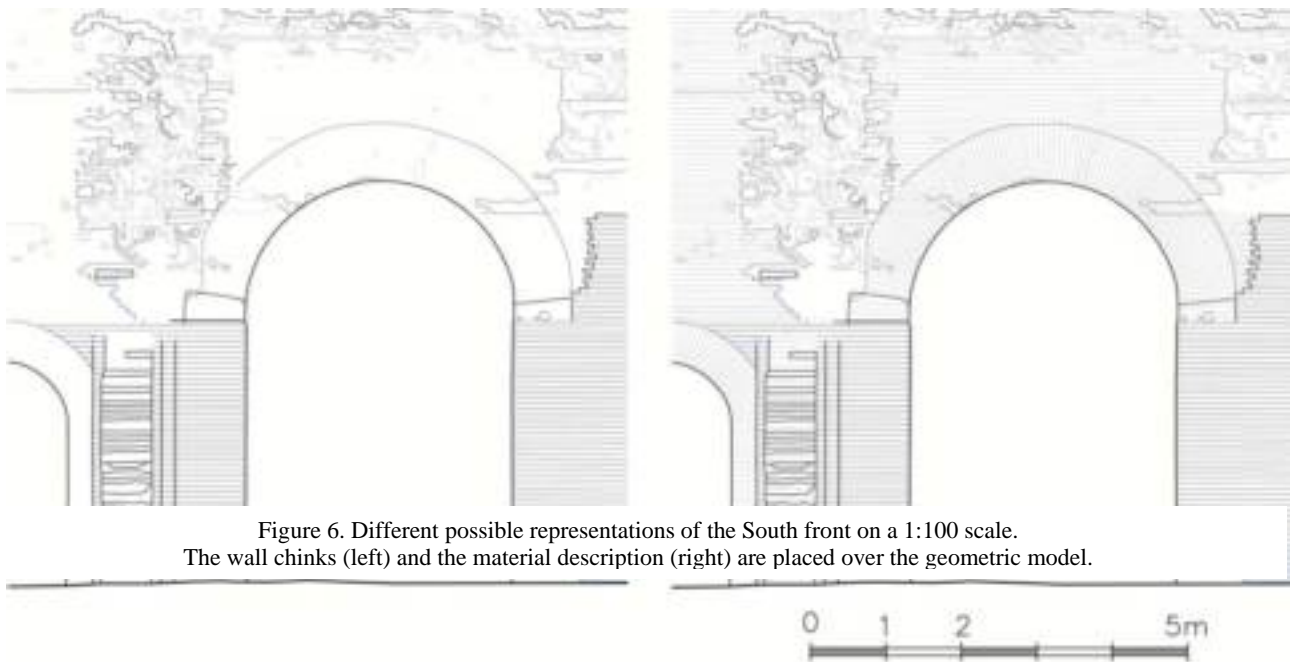 Figure 6. Different possible representations of the South front on a 1:100 scale.
The wall chinks (left) and the material description (right) are placed over the geometric model.
0 1 2 5m